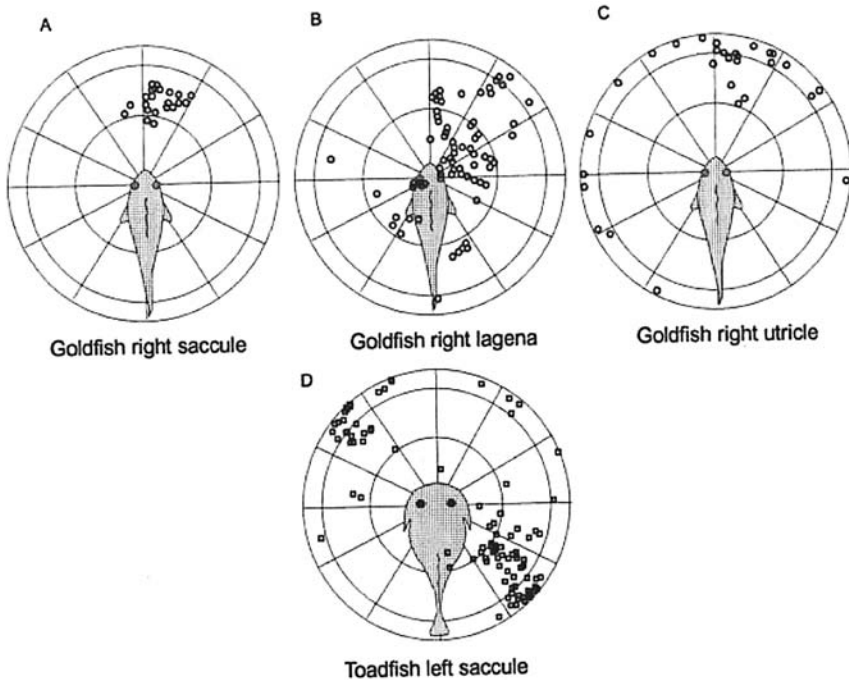 A
B
C
Goldfish right saccule
Goldfish right lagena
Goldfish right utricle
D
Toadfish left saccule